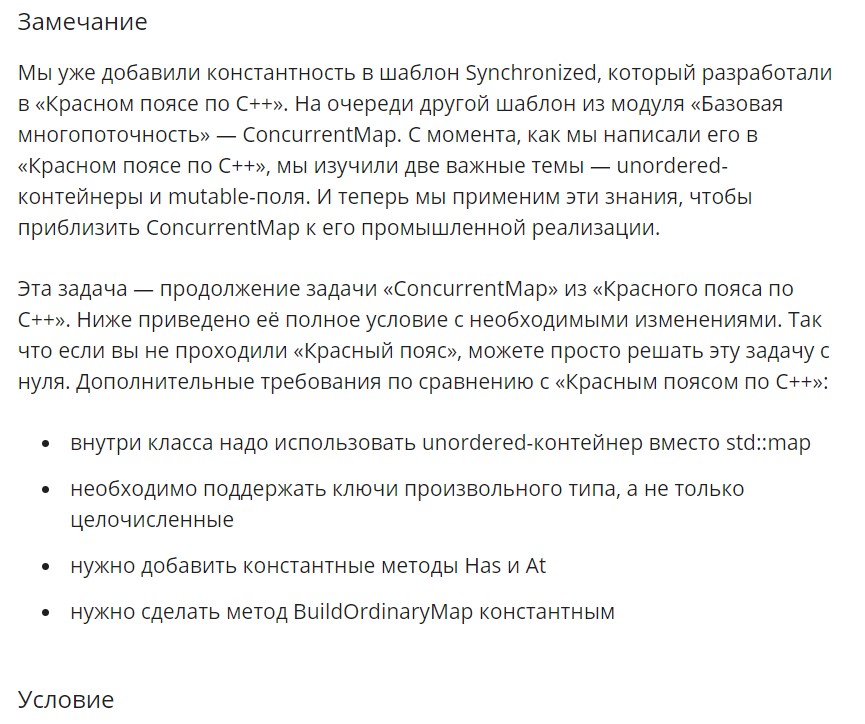 Замечание
Мы уже добавили константность в шаблон Synchronized, который разработали
в «Красном поясе по C++». На очереди другой шаблон из модуля «Базовая
многопоточность» — ConcurrentMap. С момента, как мы написали его в
«Красном поясе по C++», мы изучили две важные темы — unordered-
контейнеры и mutable-поля. И теперь мы применим эти знания, чтобы
приблизить ConcurrentMap к его промышленной реализации.
Эта задача — продолжение задачи «ConcurrentMap» из «Красного пояса по
C++». Ниже приведено её полное условие с необходимыми изменениями. Так
что если вы не проходили «Красный пояс», можете просто решать эту задачу с
нуля. Дополнительные требования по сравнению с «Красным поясом по C++»:
• внутри класса надо использовать unordered-контейнер вместо std::map
• необходимо поддержать ключи произвольного типа, а не только
целочисленные
• нужно добавить константные методы Has и At
• нужно сделать метод BuildOrdinaryMap константным
Условие